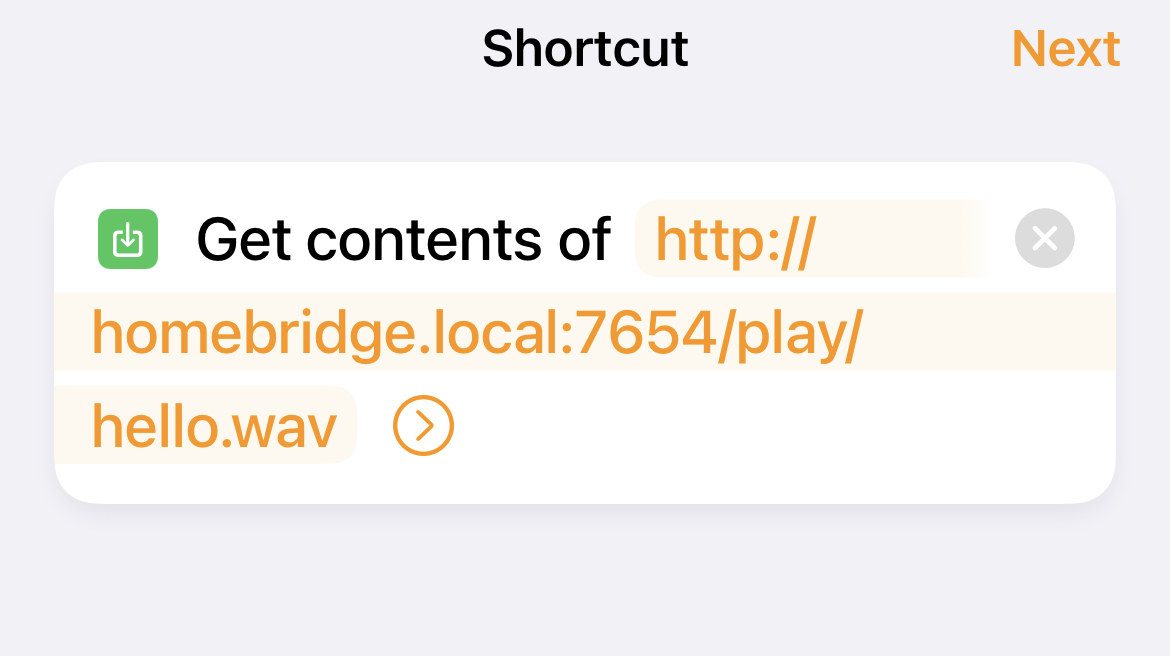 Shortcut
Next
Get contents of http://
homebridge.local:7654/play/
hello.wav